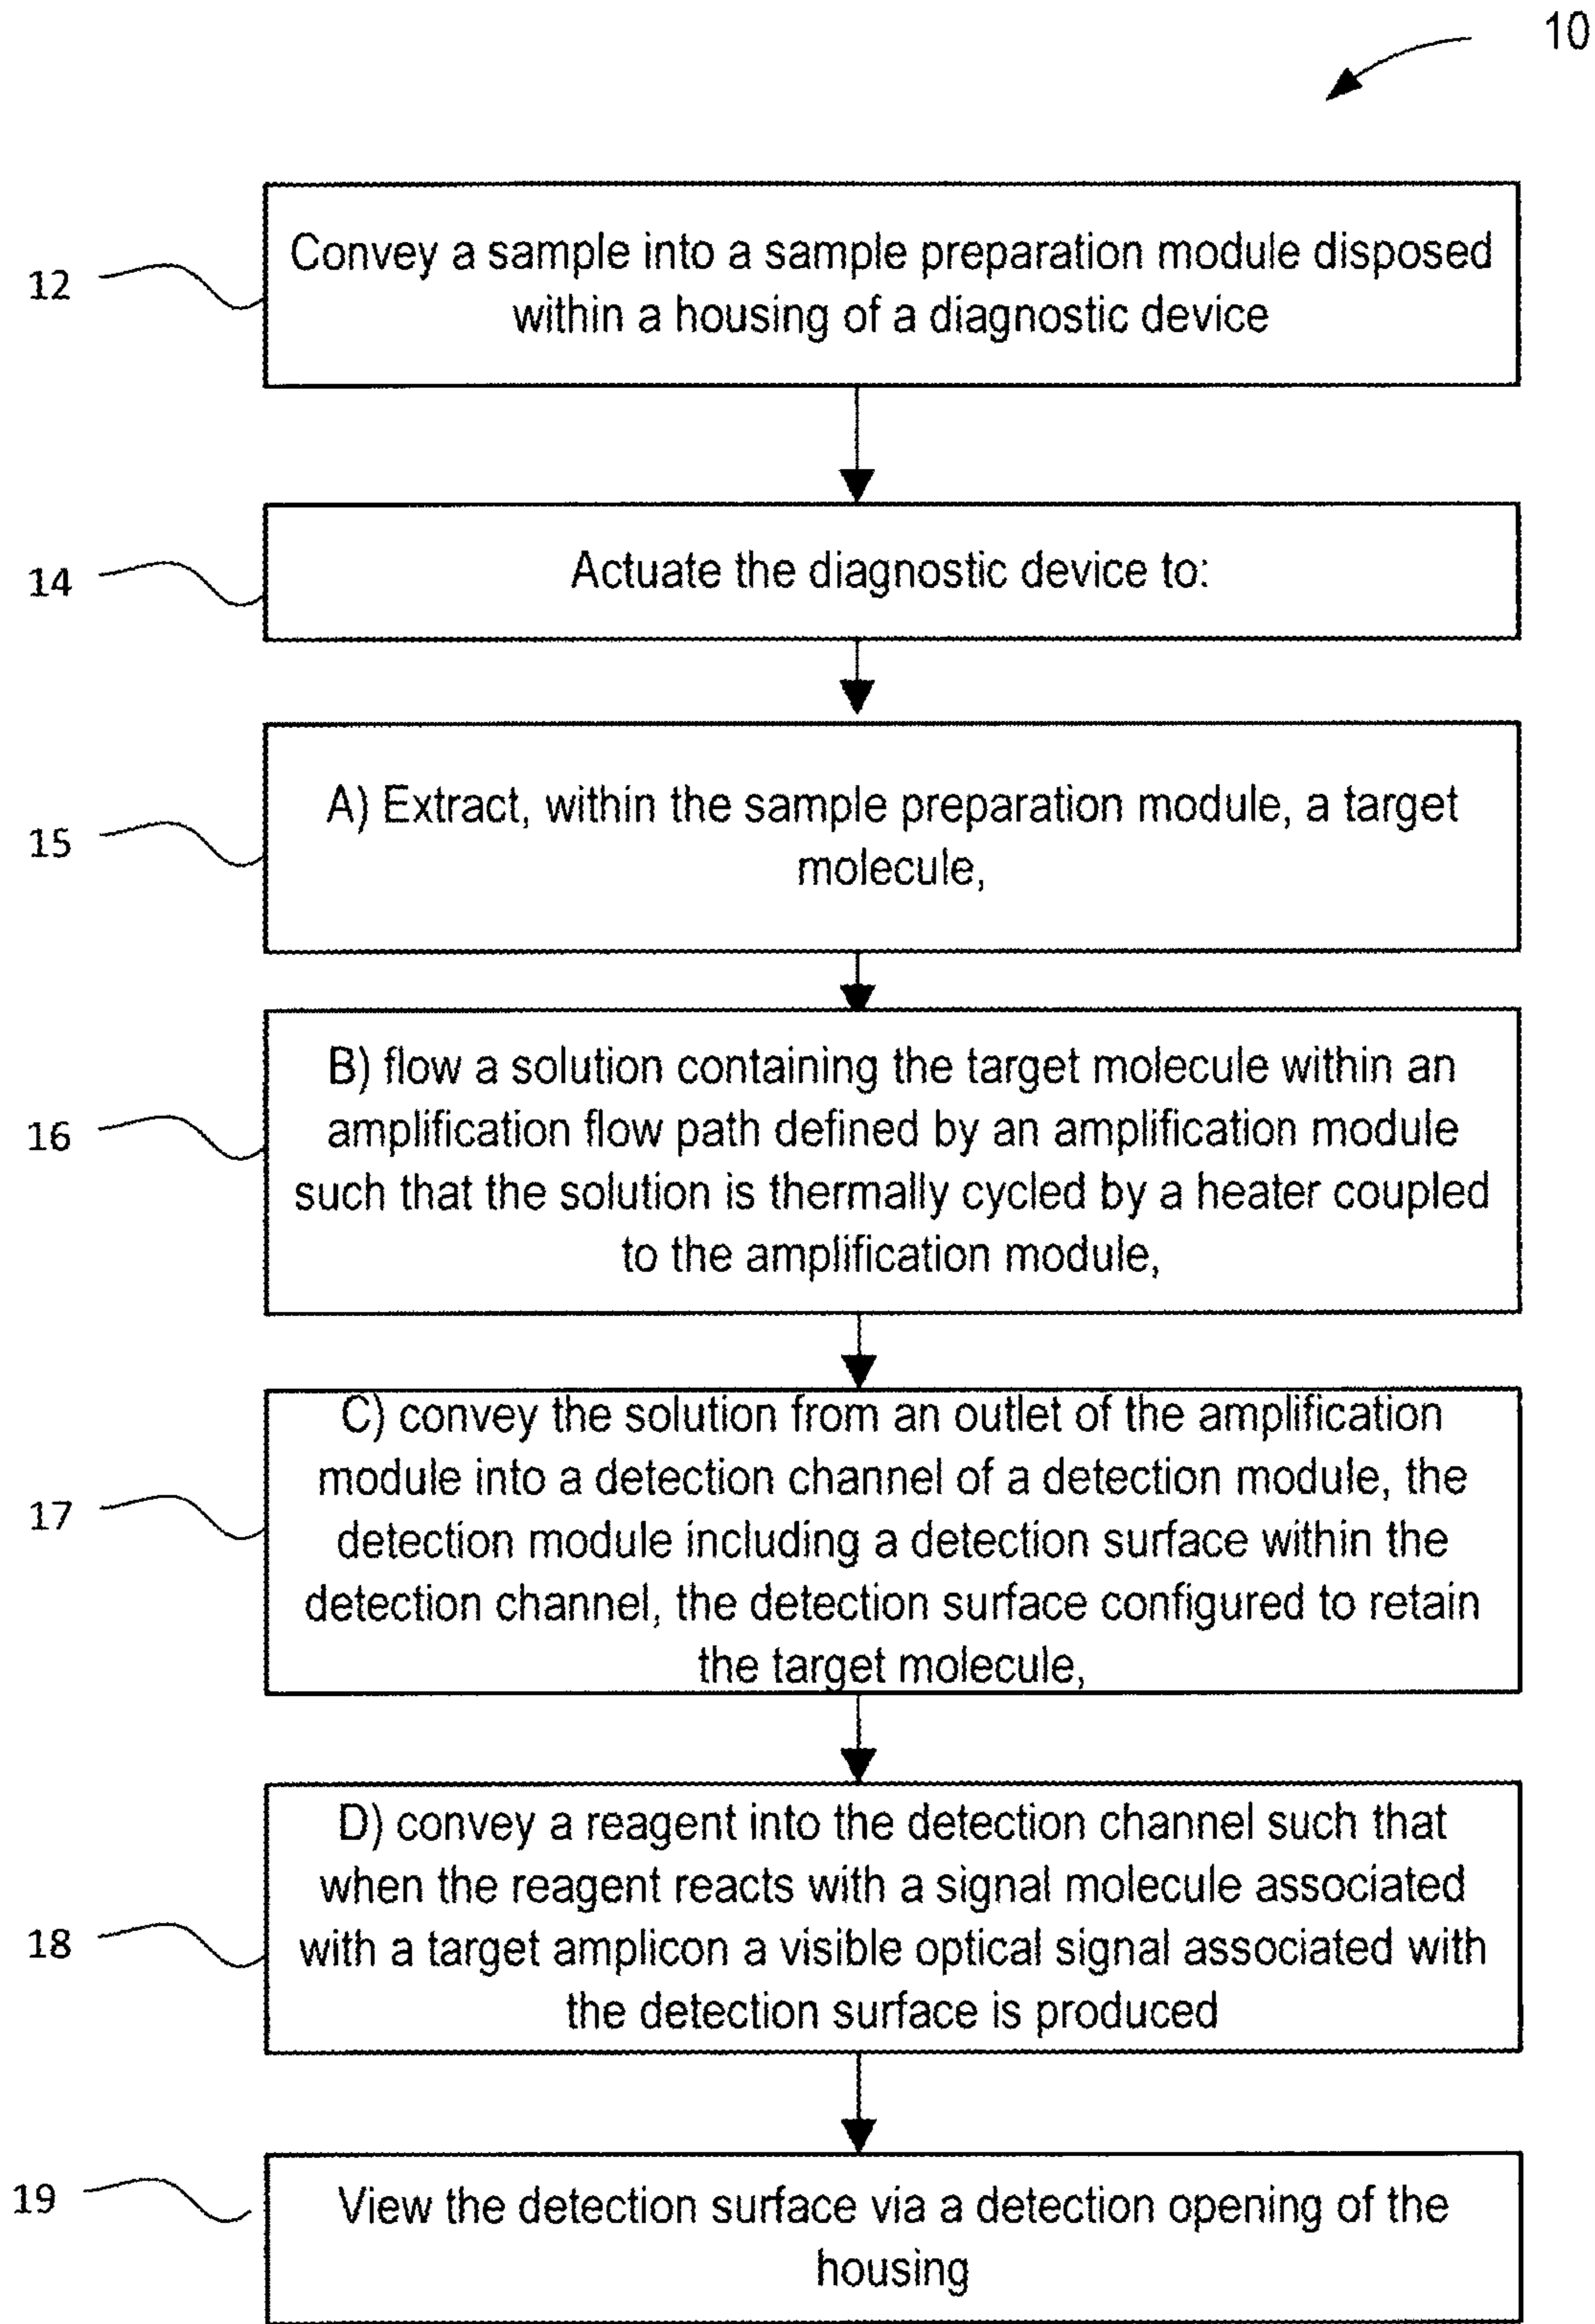 10
12
Convey a sample into a sample preparation module disposed
within a housing of a diagnostic device
14
Actuate the diagnostic device to:
15
A) Extract, within the sample preparation module, a target
molecule,
16
B) flow a solution containing the target molecule within an
amplification flow path defined by an amplification module
such that the solution is thermally cycled by a heater coupled
to the amplification module,
17
C) convey the solution from an outlet of the amplification
module into a detection channel of a detection module, the
detection module including a detection surface within the
detection channel, the detection surface configured to retain
the target molecule,
18
D) convey a reagent into the detection channel such that
when the reagent reacts with a signal molecule associated
with a target amplicon a visible optical signal associated with
the detection surface is produced
19
View the detection surface via a detection opening of the
housing